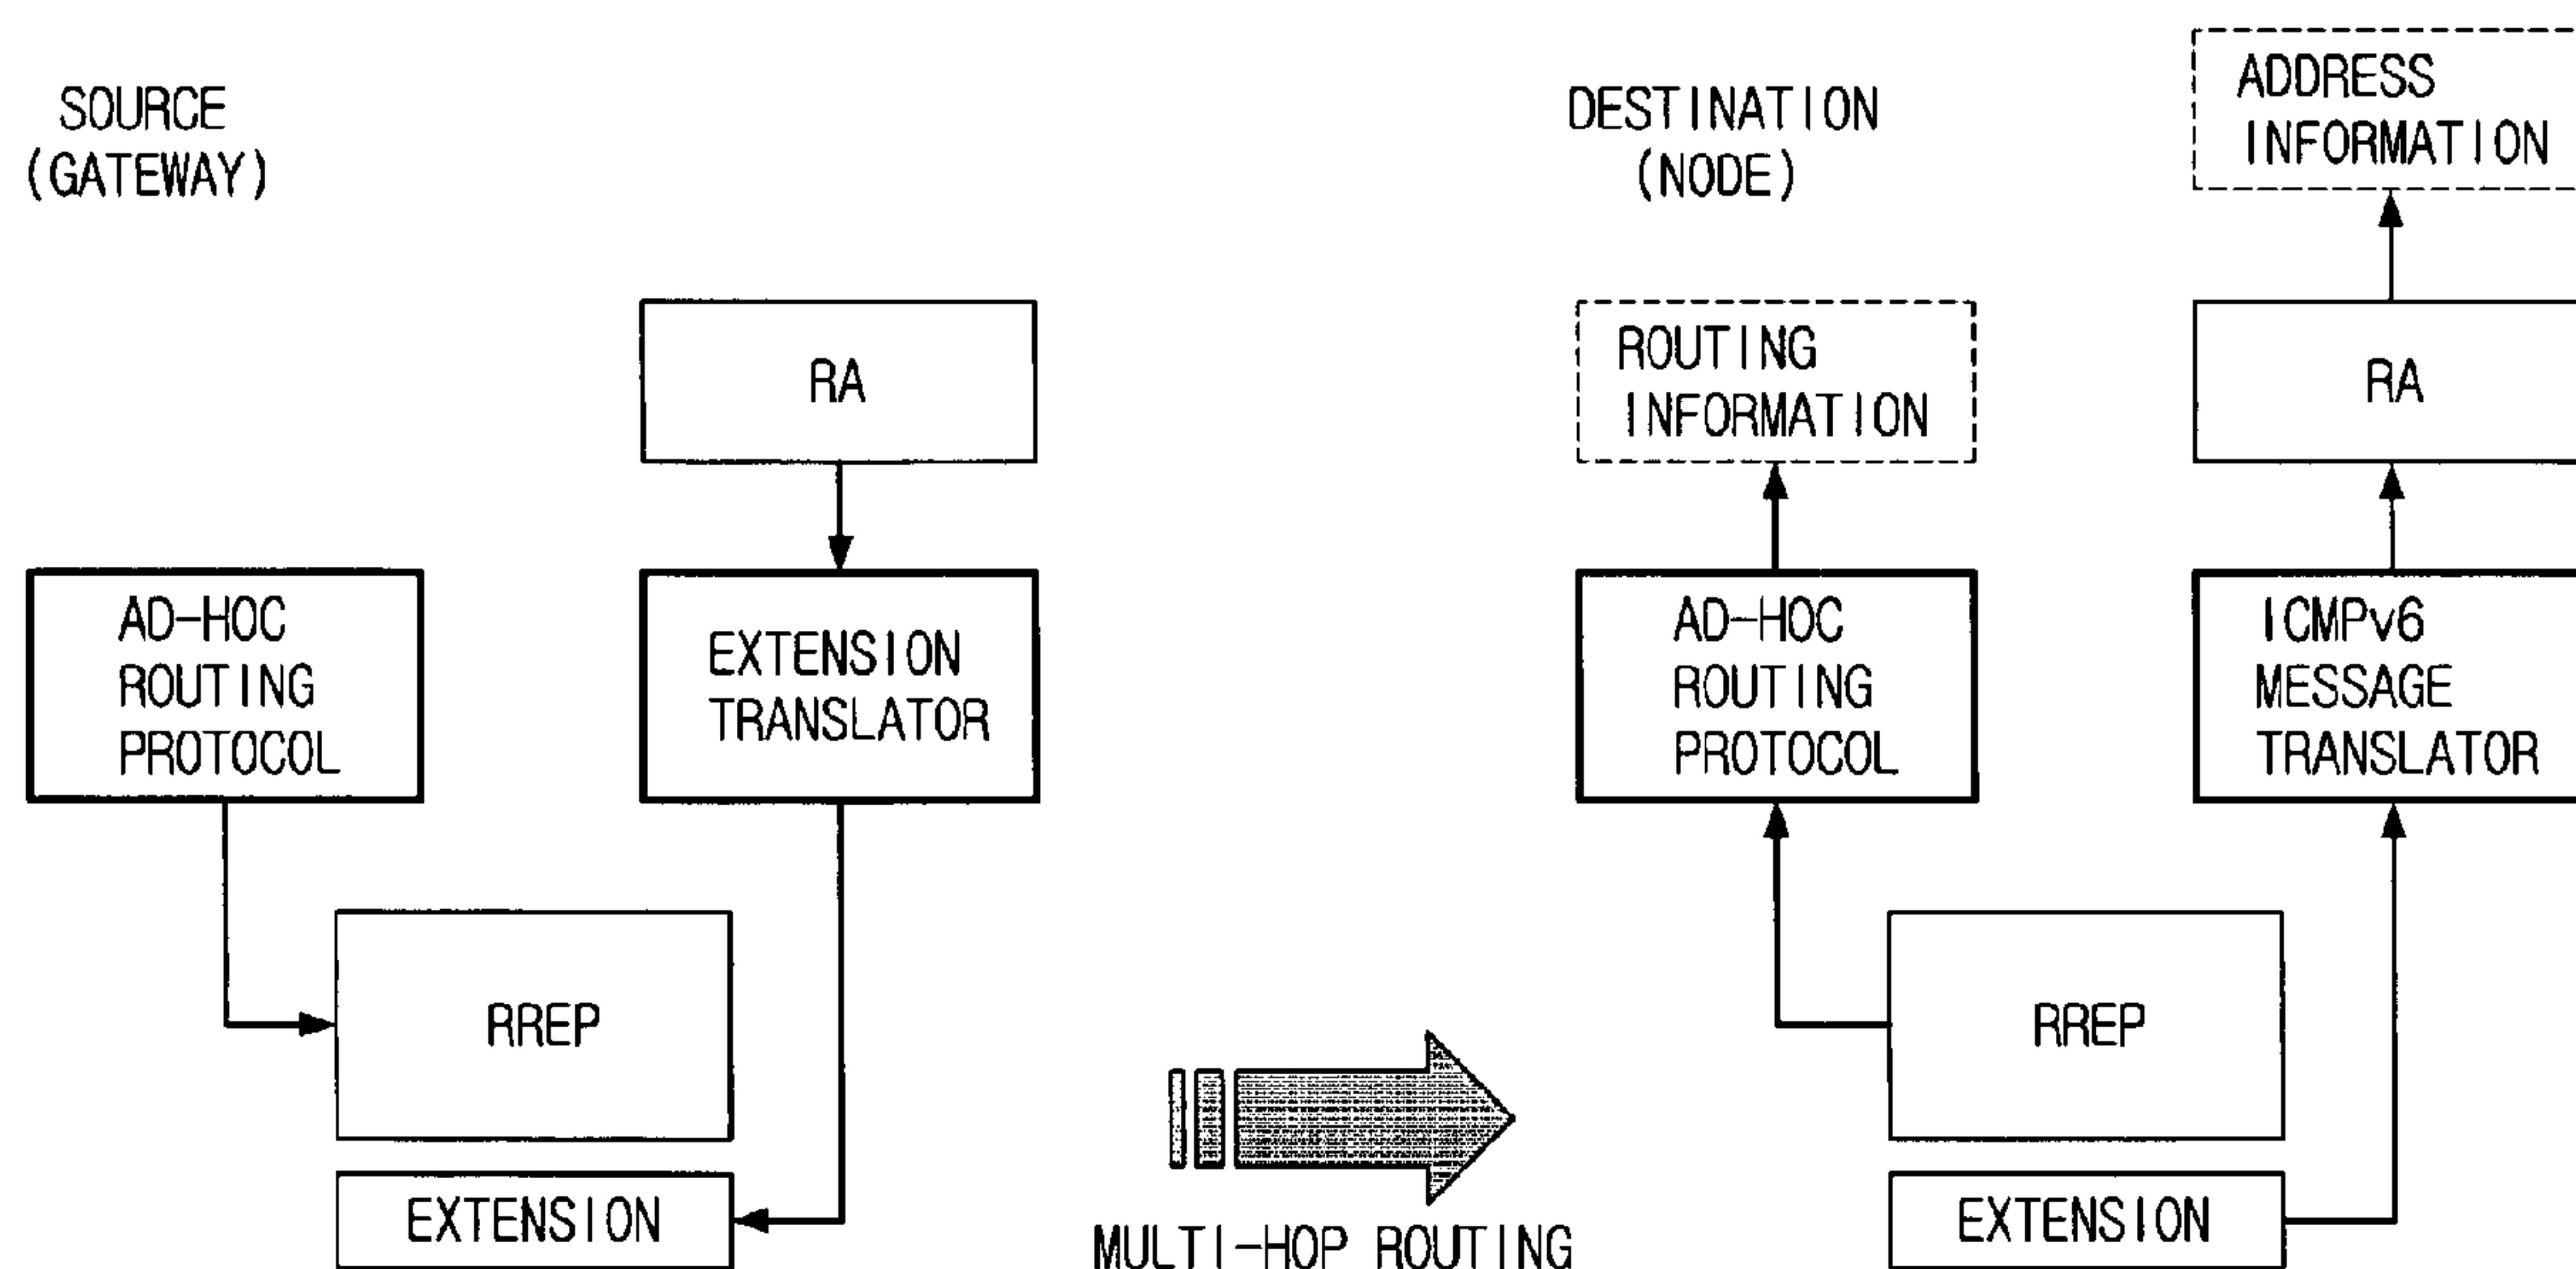 SOURCE
(GATEWAY)
RA
AD-HOC
ROUTING
PROTOCOL
EXTENSION
TRANSLATOR
RREP
EXTENSION
MULTI-HOP ROUTING
DESTINATION
(NODE)
ADDRESS
INFORMATION
ROUTING
INFORMATION
RA
AD-HOC
ROUTING
PROTOCOL
ICMPv6
MESSAGE
TRANSLATOR
RREP
EXTENSION